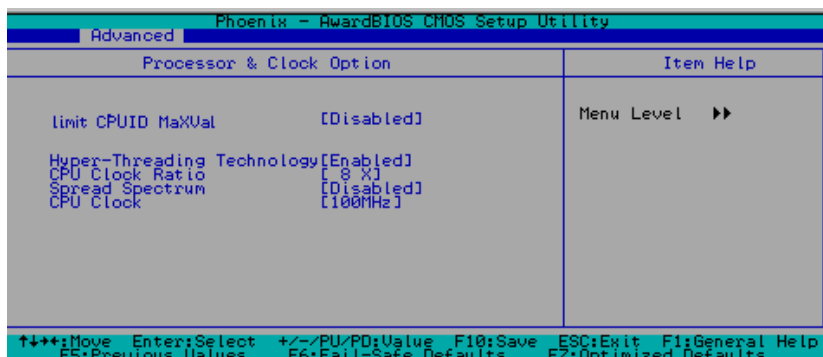 Phoenix - AwardBIOS CMOS Setup Utility
Advanced
Processor & Clock Option
Item Help
limit CPUID MaXVal [Disabled]
Menu Level ▶▶
Hyper-Threading Technology[Enabled]
CPU Clock Ratio [ 8 X]
Spread Spectrum [Disabled]
CPU Clock [100MHz]
↑↓→←:Move Enter:Select +/-/PU/PD:Value F10:Save ESC:Exit F1:General Help
F5:Previous Values F6:Fail-Safe Defaults F7:Optimized Defaults